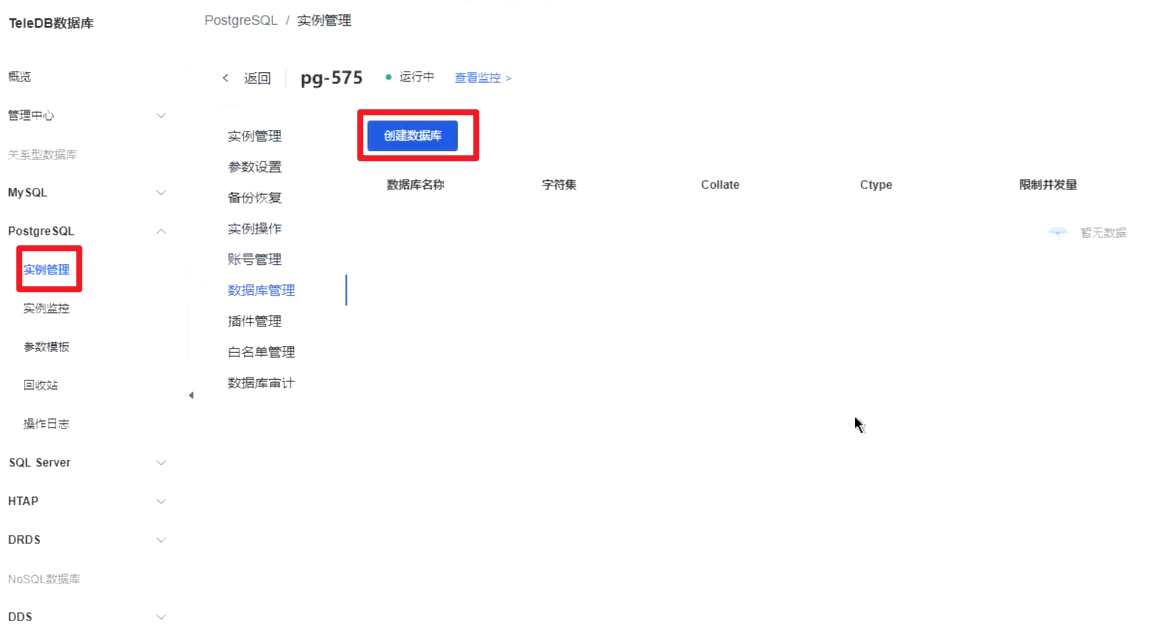 TeleDB数据库
概览
管理中心
关系型数据库
MySQL
PostgreSQL
实例管理
实例监控
参数模板
回收站
操作日志
SQL Server
HTAP
DRDS
NoSQL数据库
DDS
PostgreSQL / 实例管理
< 返回 pg-575 运行中 查看监控 >
实例管理
参数设置
备份恢复
实例操作
账号管理
数据库管理
插件管理
白名单管理
数据库审计
创建数据库
数据库名称 字符集 Collate Ctype 限制并发量
暂无数据